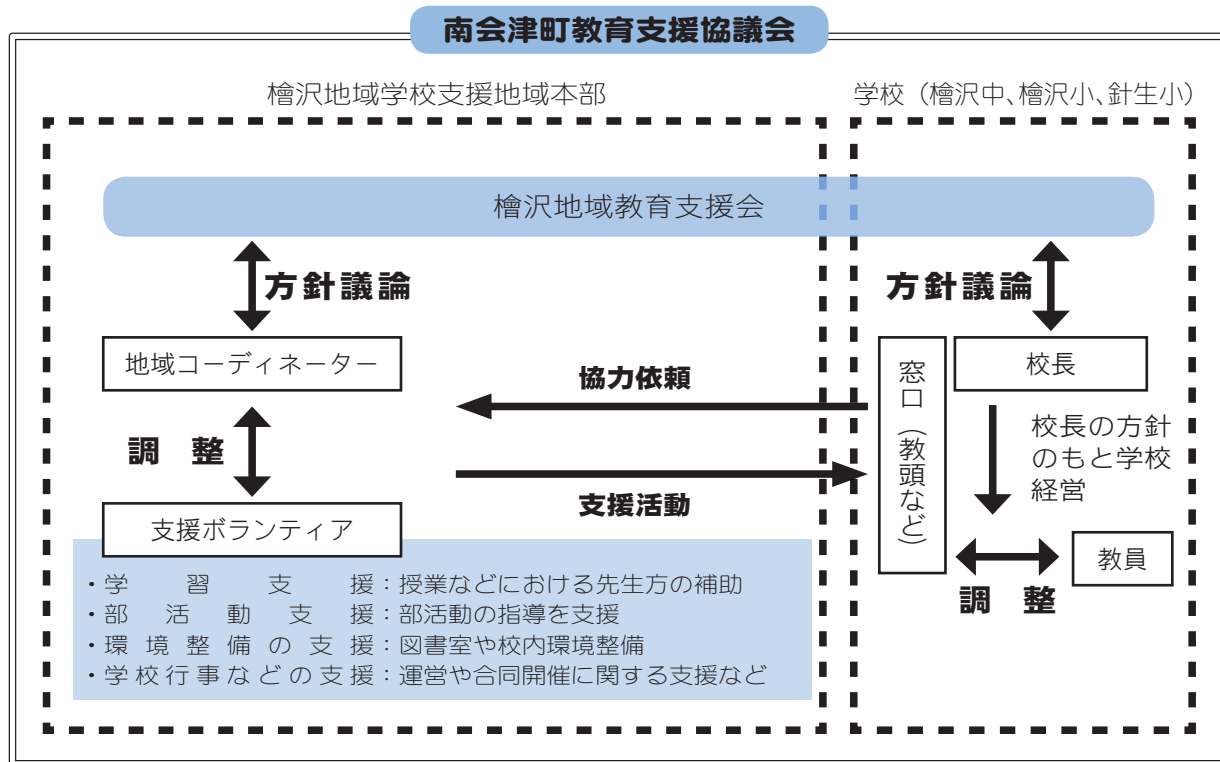 南会津町教育支援協議会
檜沢地域学校支援地域本部
学校（檜沢中、檜沢小、針生小）
檜沢地域教育支援会
方針議論
方針議論
地域コーディネーター
校長
窓口（教頭など）
協力依頼
校長の方針
のもと学校
経営
調 整
支援活動
支援ボランティア
教員
調 整
・学習支援：授業などにおける先生方の補助
・部活動支援：部活動の指導を支援
・環境整備の支援：図書室や校内環境整備
・学校行事などの支援：運営や合同開催に関する支援など